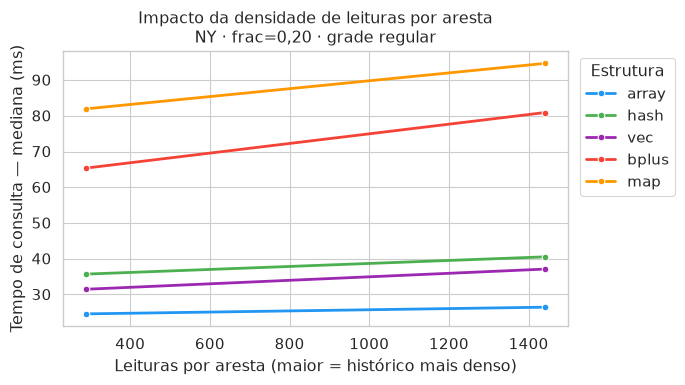 Impacto da densidade de leituras por aresta
NY · frac=0,20 · grade regular
Tempo de consulta — mediana (ms)
90
80
70
60
50
40
30
400
600
800
1000
1200
1400
Leituras por aresta (maior = histórico mais denso)
Estrutura
array
hash
vec
bplus
map